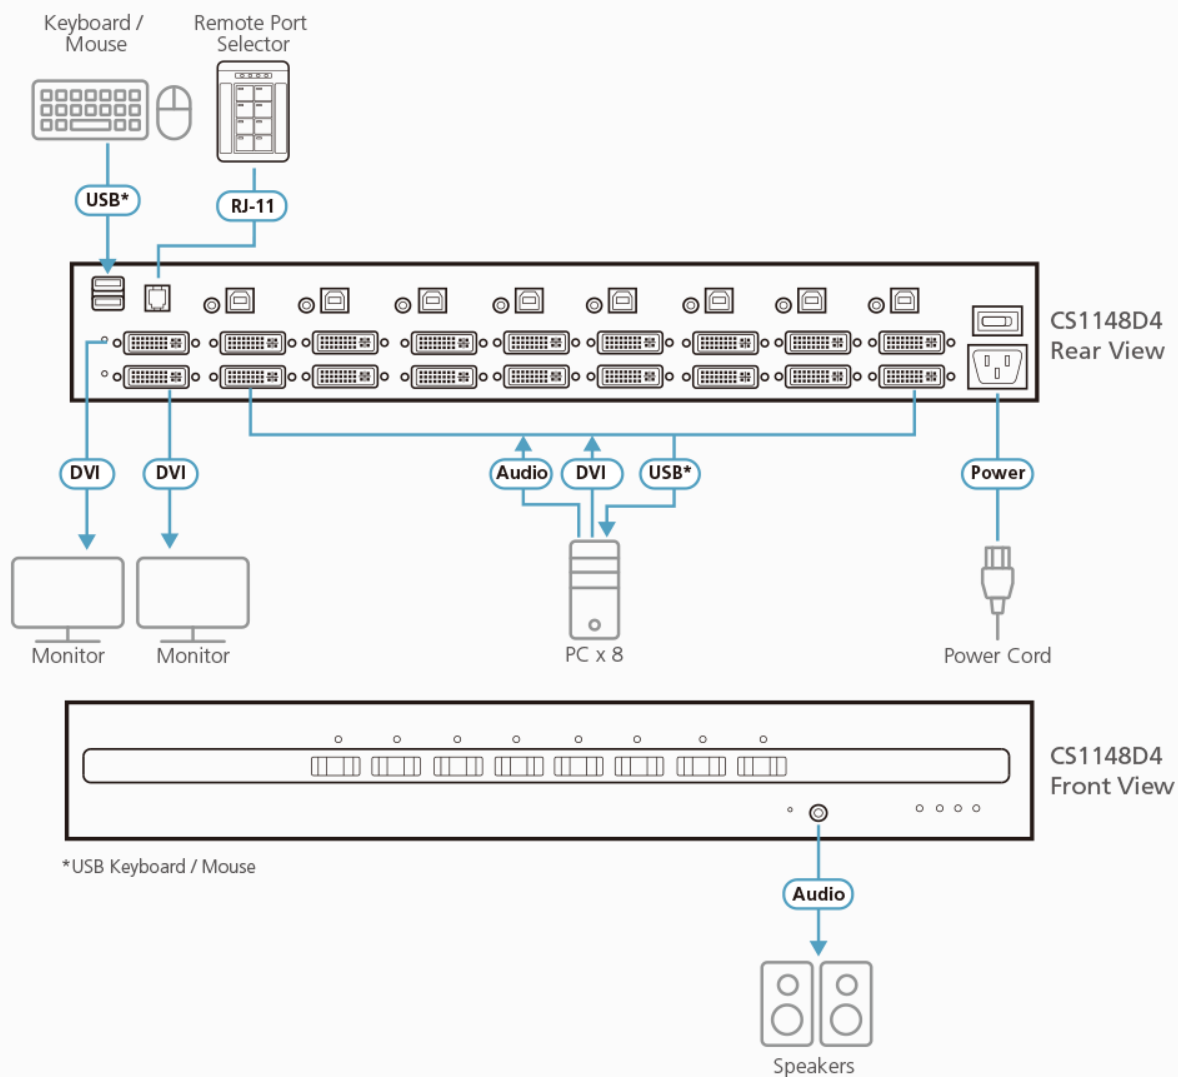 Keyboard /
Mouse
Remote Port
Selector
USB*
RJ-11
CS1148D4
Rear View
DVI
DVI
Audio
DVI
USB*
Power
Monitor
Monitor
PC x 8
Power Cord
CS1148D4
Front View
*USB Keyboard / Mouse
Audio
Speakers